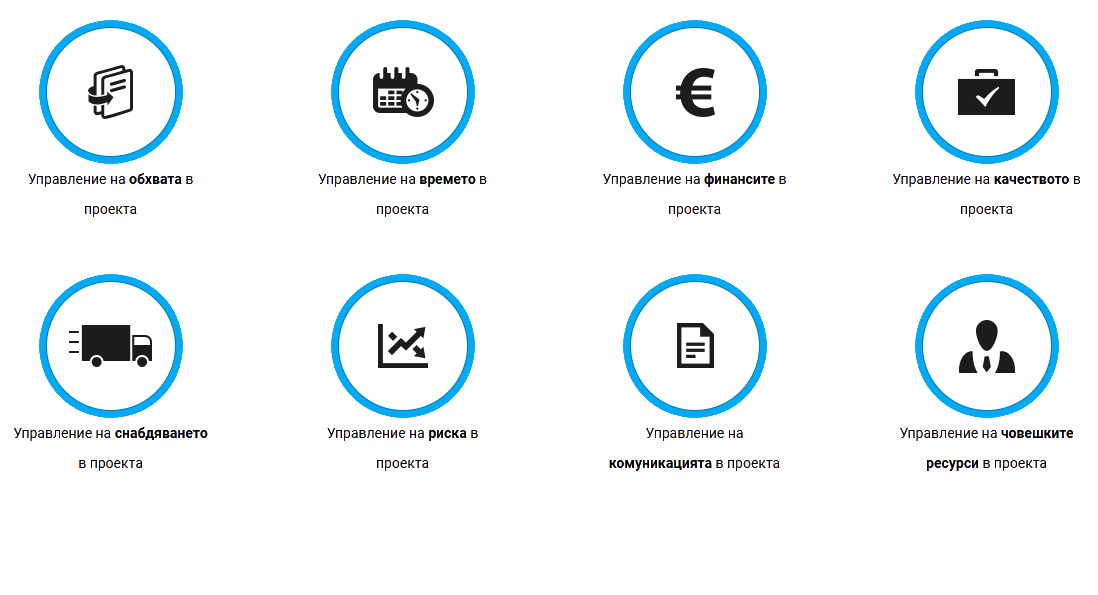 Управление на обхвата в
проекта
Управление на времето в
проекта
Управление на финансите в
проекта
Управление на качеството в
проекта
Управление на снабдяването
в проекта
Управление на риска в
проекта
Управление на
комуникацията в проекта
Управление на човешките
ресурси в проекта